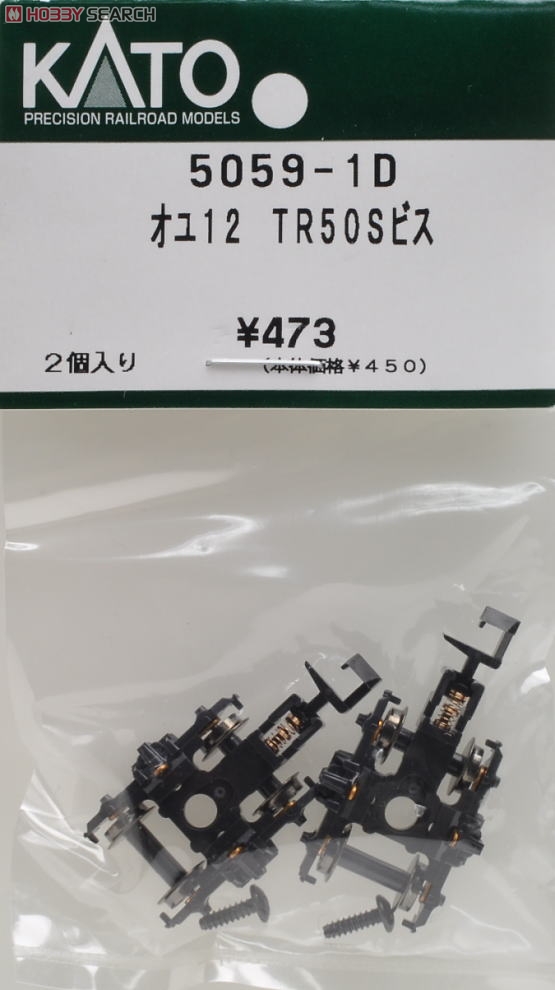 HOBBY SEARCH
KATO
PRECISION RAILROAD MODELS
5059-1D
オユ12 TR50Sビス
¥473
2個入り (本体価格¥450)